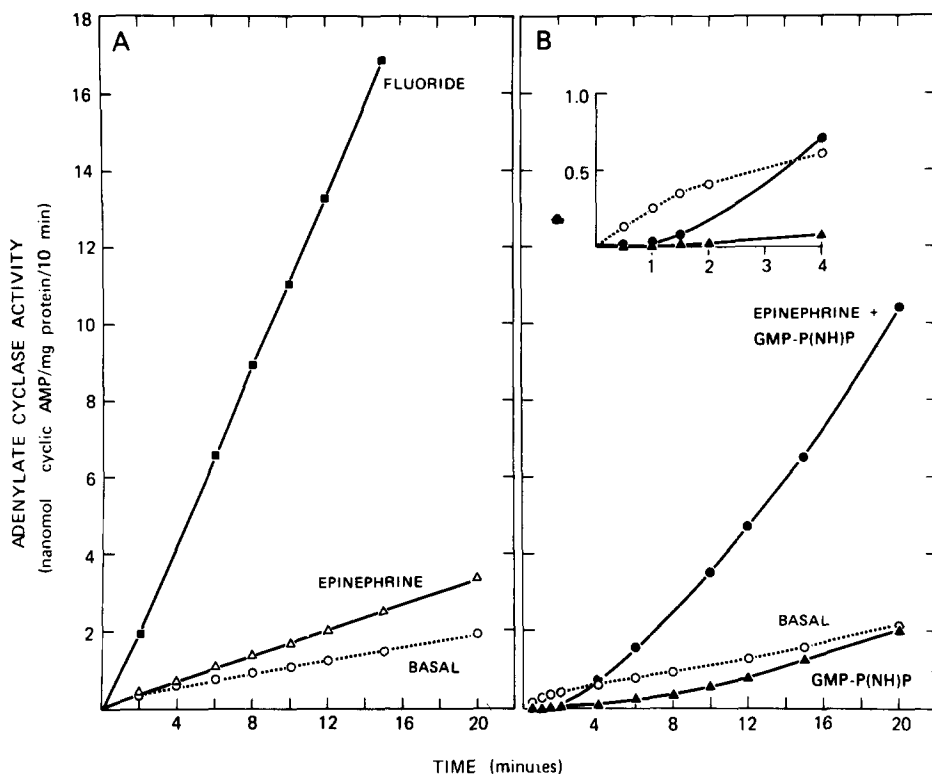 A
B
18
16
14
12
10
8
6
4
2
ADENYLATE CYCLASE ACTIVITY
(nanomol cyclic AMP/mg protein/10 min)
FLUORIDE
EPINEPHRINE
BASAL
4
8
12
16
20
1.0
0.5
1
2
3
4
EPINEPHRINE +
GMP-P(NH)P
BASAL
GMP-P(NH)P
4
8
12
16
20
TIME (minutes)